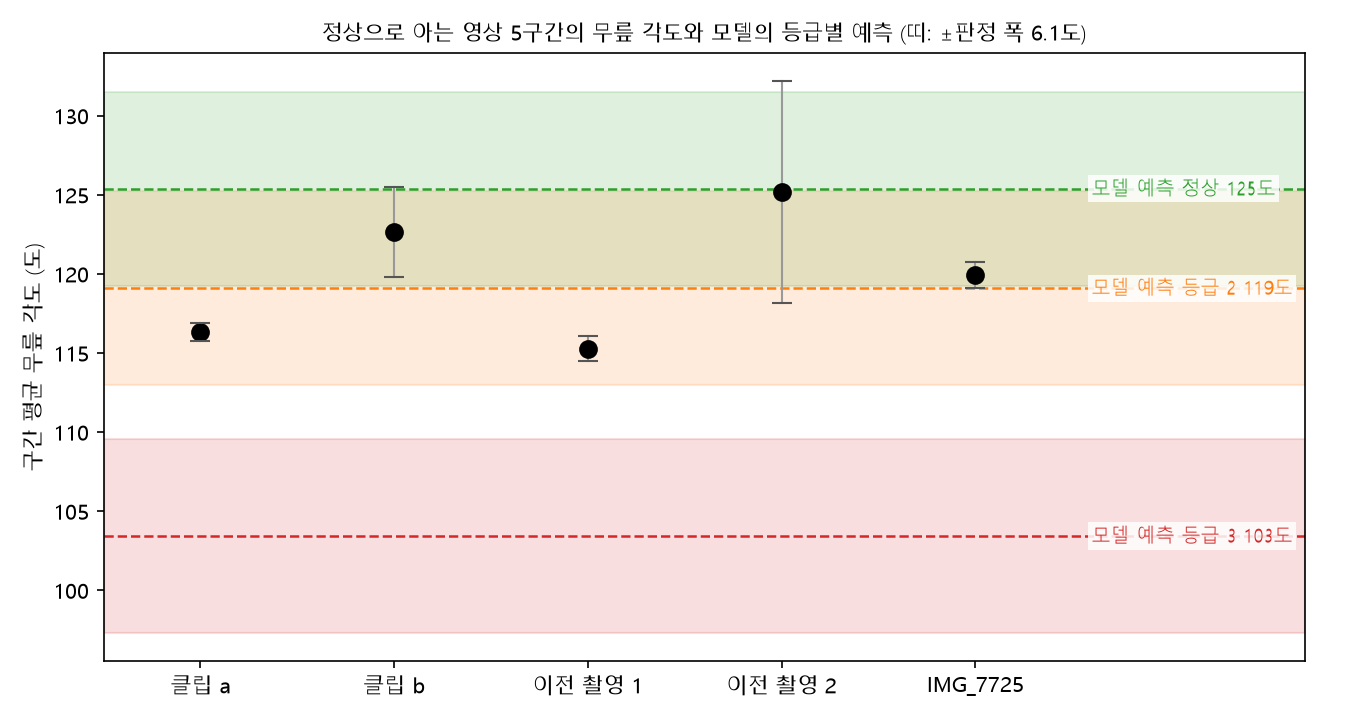 정상으로 아는 영상 5구간의 무릎 각도와 모델의 등급별 예측 (띠: ±판정 폭 6.1도)
구간 평균 무릎 각도 (도)
130
125
120
115
110
105
100
모델 예측 정상 125도
모델 예측 등급 2 119도
모델 예측 등급 3 103도
클립 a
클립 b
이전 촬영 1
이전 촬영 2
IMG_7725